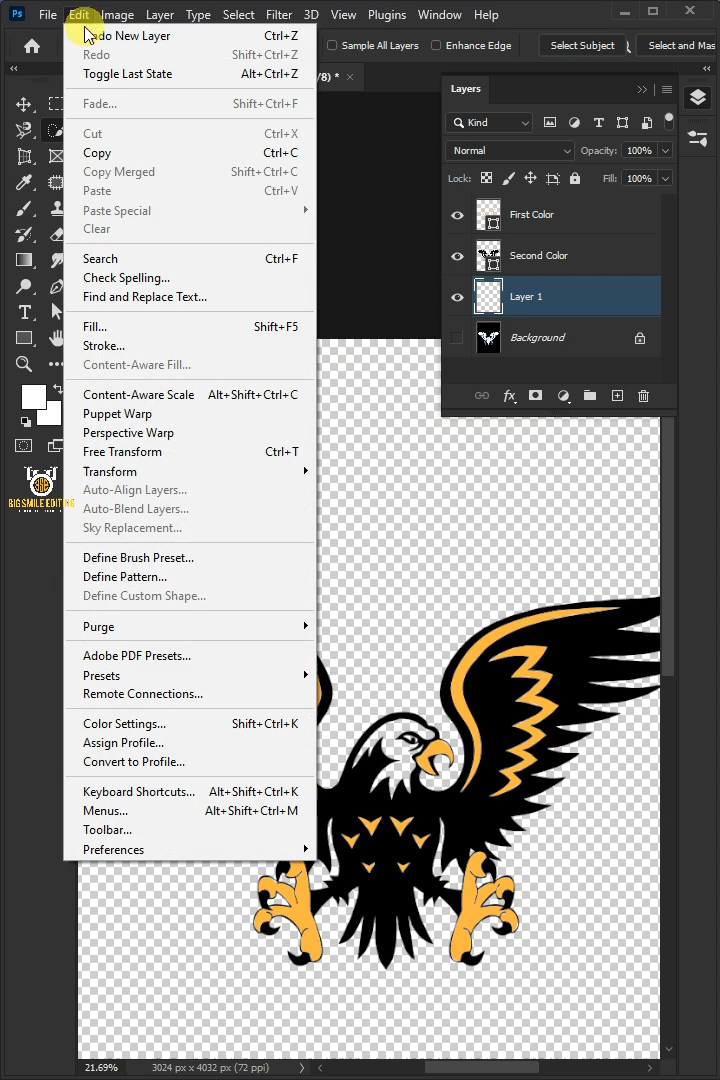 Ps File Edit Image Layer Type Select Filter 3D View Plugins Window Help
Sample All Layers Enhance Edge Select Subject Select and Mas
/8) * ×
New Layer Ctrl+Z
Redo Shift+Ctrl+Z
Toggle Last State Alt+Ctrl+Z
Fade... Shift+Ctrl+F
Cut Ctrl+X
Copy Ctrl+C
Copy Merged Shift+Ctrl+C
Paste Ctrl+V
Paste Special
Clear
Search Ctrl+F
Check Spelling...
Find and Replace Text...
Fill... Shift+F5
Stroke...
Content-Aware Fill...
Content-Aware Scale Alt+Shift+Ctrl+C
Puppet Warp
Perspective Warp
Free Transform Ctrl+T
Transform
Auto-Align Layers...
Auto-Blend Layers...
Sky Replacement...
Define Brush Preset...
Define Pattern...
Define Custom Shape...
Purge
Adobe PDF Presets...
Presets
Remote Connections...
Color Settings... Shift+Ctrl+K
Assign Profile...
Convert to Profile...
Keyboard Shortcuts... Alt+Shift+Ctrl+K
Menus... Alt+Shift+Ctrl+M
Toolbar...
Preferences
Layers
Kind
Normal Opacity: 100%
Lock: Fill: 100%
First Color
Second Color
Layer 1
Background
fx
BIG SMILE EDITING
21.69% 3024 px x 4032 px (72 ppi)